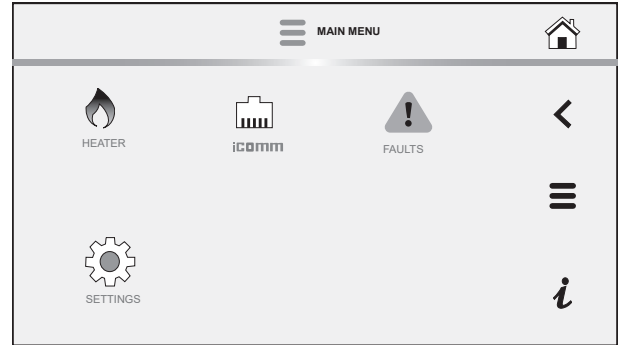 MAIN MENU
HEATER
iCOMM
FAULTS
SETTINGS
i